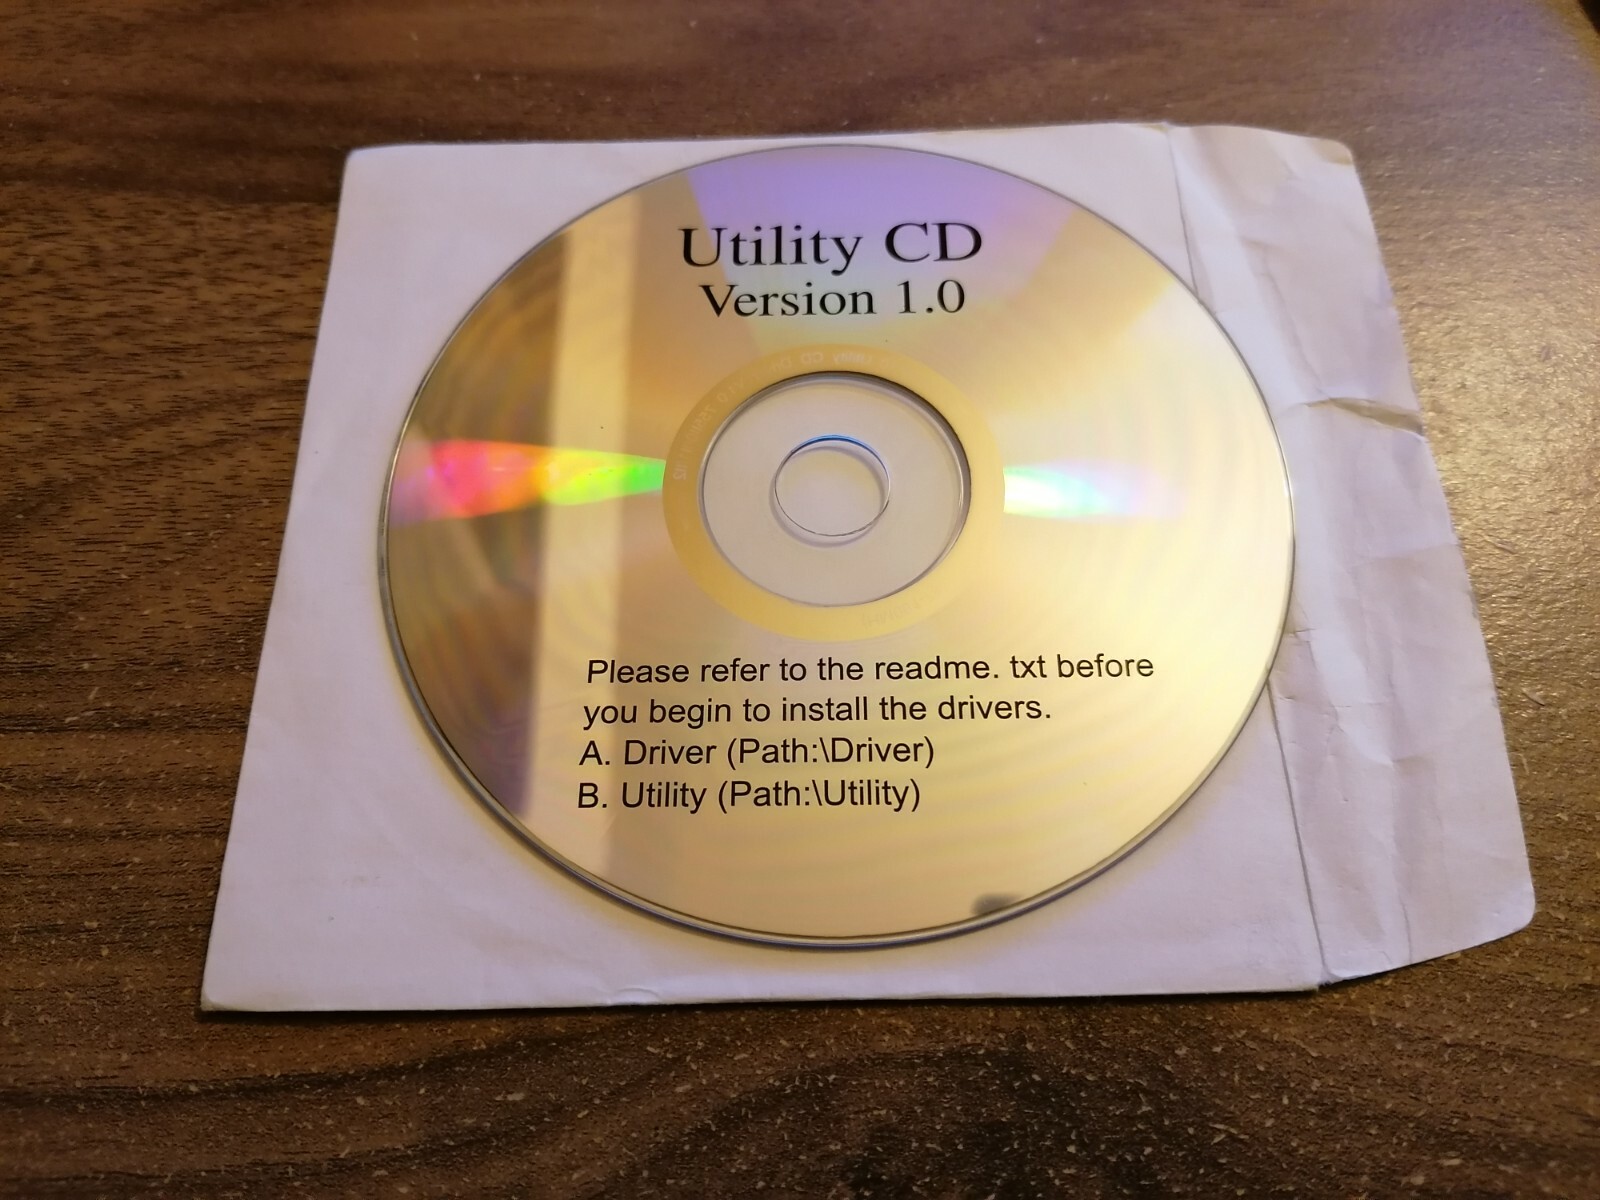 Utility CD
Version 1.0
Please refer to the readme. txt before
you begin to install the drivers.
A. Driver (Path:\Driver)
B. Utility (Path:\Utility)